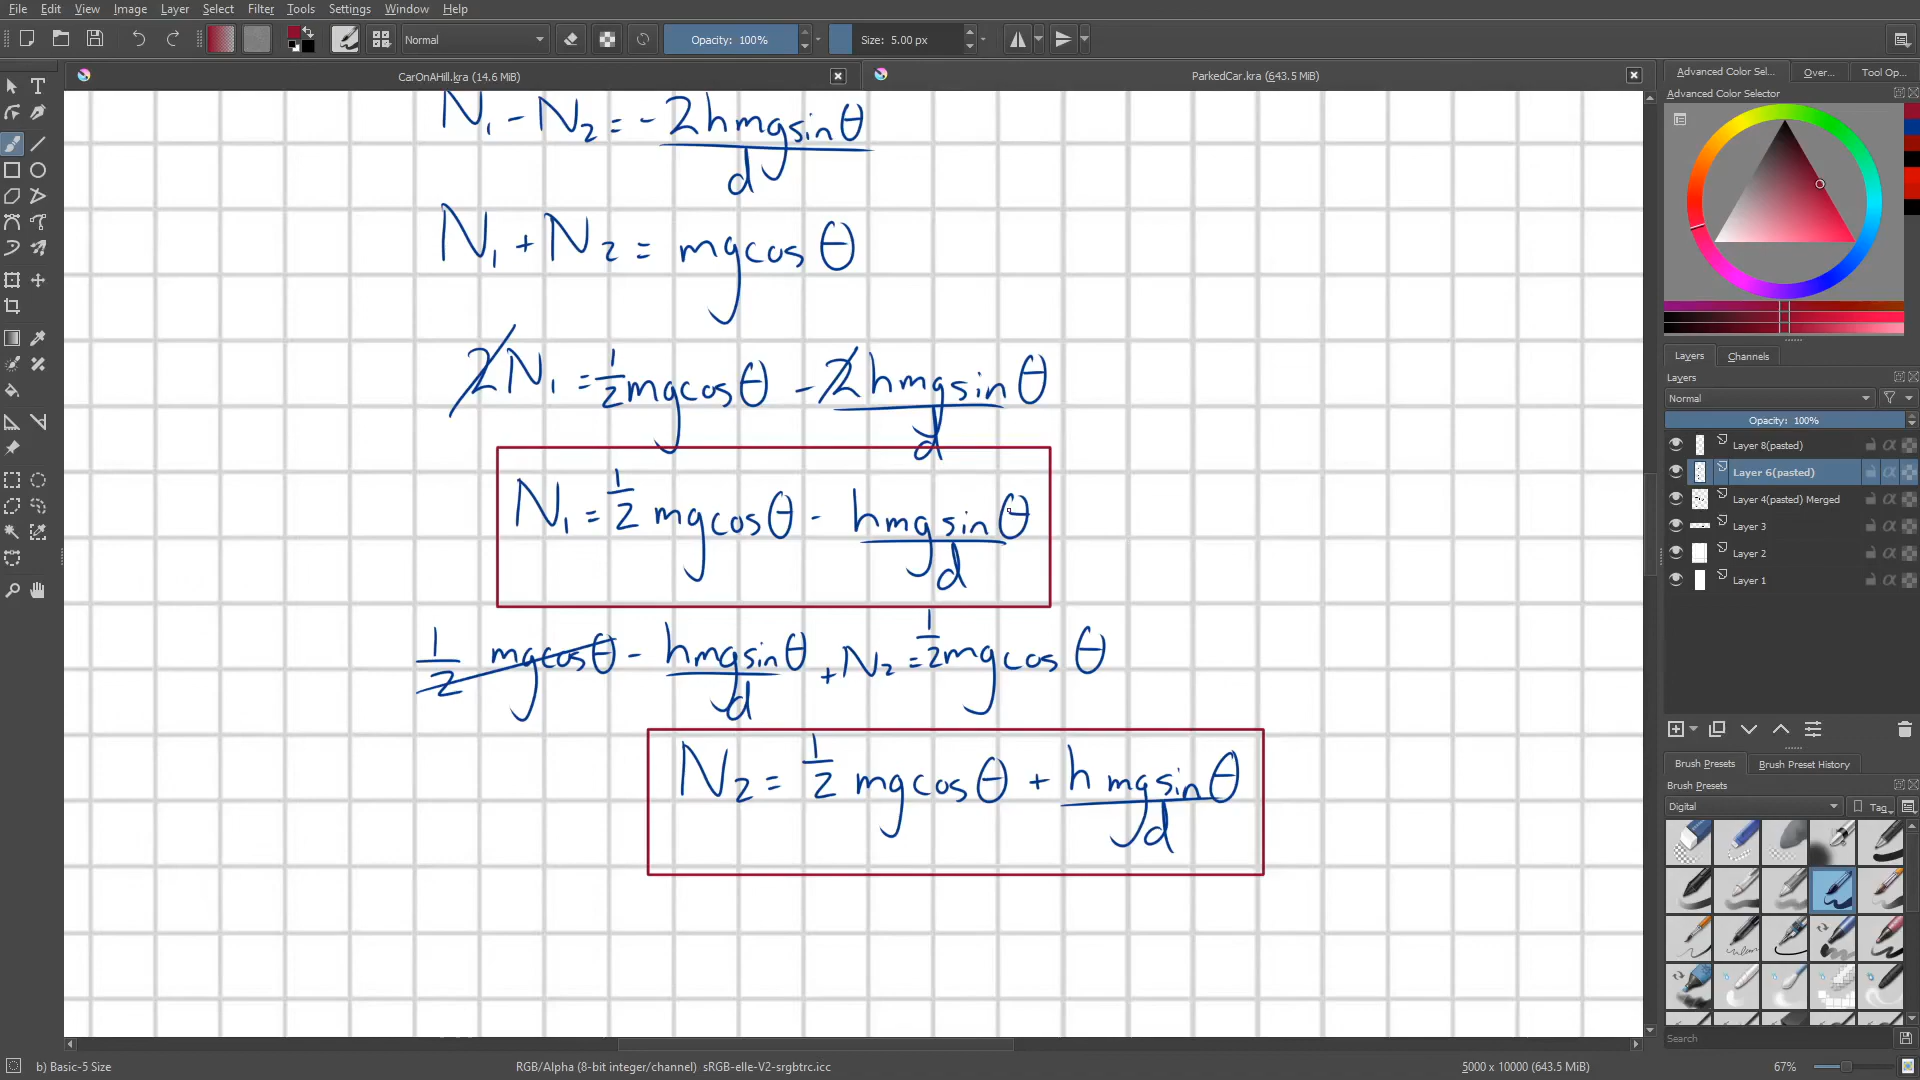 File Edit View Image Layer Select Filter Tools Settings Window Help
Normal Opacity: 100% Size: 5.00 px
CarOnAHill.kra (14.6 MiB) ParkedCar.kra (643.5 MiB)
Advanced Color Sel... Over... Tool Op...
Advanced Color Selector
N₁ - N₂ = - 2hmgsinθ
d
N₁ + N₂ = mgcosθ
2N₁ = 1/2 mgcosθ - 2hmgsinθ
d
N₁ = 1/2 mgcosθ - hmgsinθ
d
1/2 mgcosθ - hmgsinθ + N₂ = 1/2 mgcosθ
d
N₂ = 1/2 mgcosθ + hmgsinθ
d
Layers Channels
Layers
Normal
Opacity: 100%
Layer 8(pasted)
Layer 6(pasted)
Layer 4(pasted) Merged
Layer 3
Layer 2
Layer 1
Brush Presets Brush Preset History
Brush Presets
Digital Tag
Search
b) Basic-5 Size RGB/Alpha (8-bit integer/channel) sRGB-elle-V2-srgbtrc.icc 5000 x 10000 (643.5 MiB) 67%